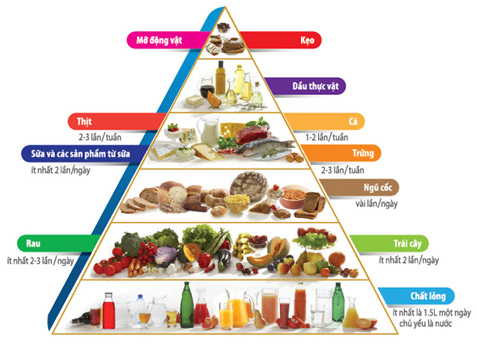 Mỡ động vật
Kẹo
Dầu thực vật
Thịt
2-3 lần/tuần
Cá
1-2 lần/tuần
Sữa và các sản phẩm từ sữa
ít nhất 2 lần/ngày
Trứng
2-3 lần/tuần
Ngũ cốc
vài lần/ngày
Rau
ít nhất 2-3 lần/ngày
Trái cây
ít nhất 2 lần/ngày
Chất lỏng
ít nhất là 1.5L một ngày
chủ yếu là nước